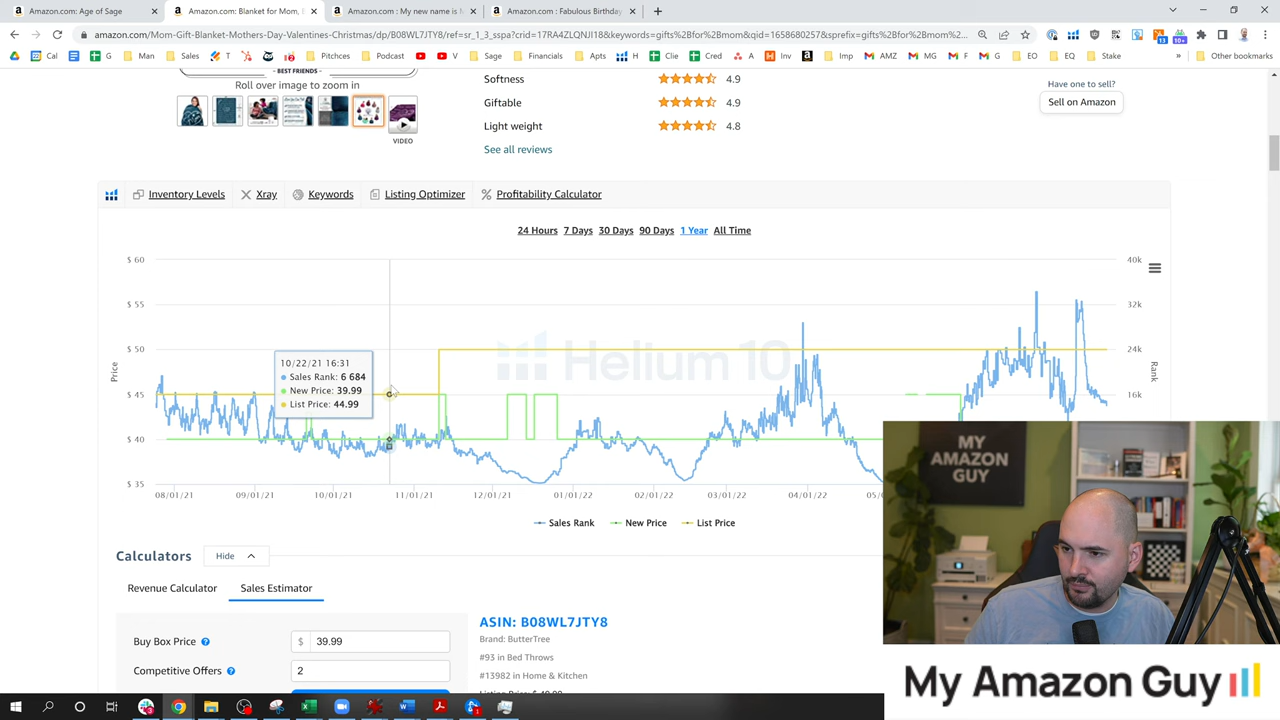 Amazon.com: Age of Sage
Amazon.com: Blanket for Mom, B
Amazon.com : My new name is M
Amazon.com : Fabulous Birthday
amazon.com/Mom-Gift-Blanket-Mothers-Day-Valentines-Christmas/dp/B08WL7JTY8/ref=sr_1_3_sspa?crid=17RA4ZLQNJI18&keywords=gifts%2Bfor%2Bmom%2...
Cal G Man Sales T 2 Pitchces Podcast Y V Sage Financials Apts H Clie Cred A Inv Imp AMZ MG F G EO EQ Stake » Other bookmarks
BEST FRIENDS
Roll over image to zoom in
VIDEO
Softness 4.9
Giftable 4.9
Light weight 4.8
See all reviews
Have one to sell?
Sell on Amazon
Inventory Levels Xray Keywords Listing Optimizer Profitability Calculator
24 Hours 7 Days 30 Days 90 Days 1 Year All Time
$ 60 40k
$ 55 32k
$ 50 24k
$ 45 16k
$ 40
$ 35
Price
Rank
Helium 10
10/22/21 16:31
Sales Rank: 6 684
New Price: 39.99
List Price: 44.99
08/01/21 09/01/21 10/01/21 11/01/21 12/01/21 01/01/22 02/01/22 03/01/22 04/01/22 05/
Sales Rank New Price List Price
Calculators Hide
Revenue Calculator Sales Estimator
Buy Box Price ? $ 39.99
Competitive Offers ? 2
ASIN: B08WL7JTY8
Brand: ButterTree
#93 in Bed Throws
#13982 in Home & Kitchen
MY
AMAZON
GUY
My Amazon Guy